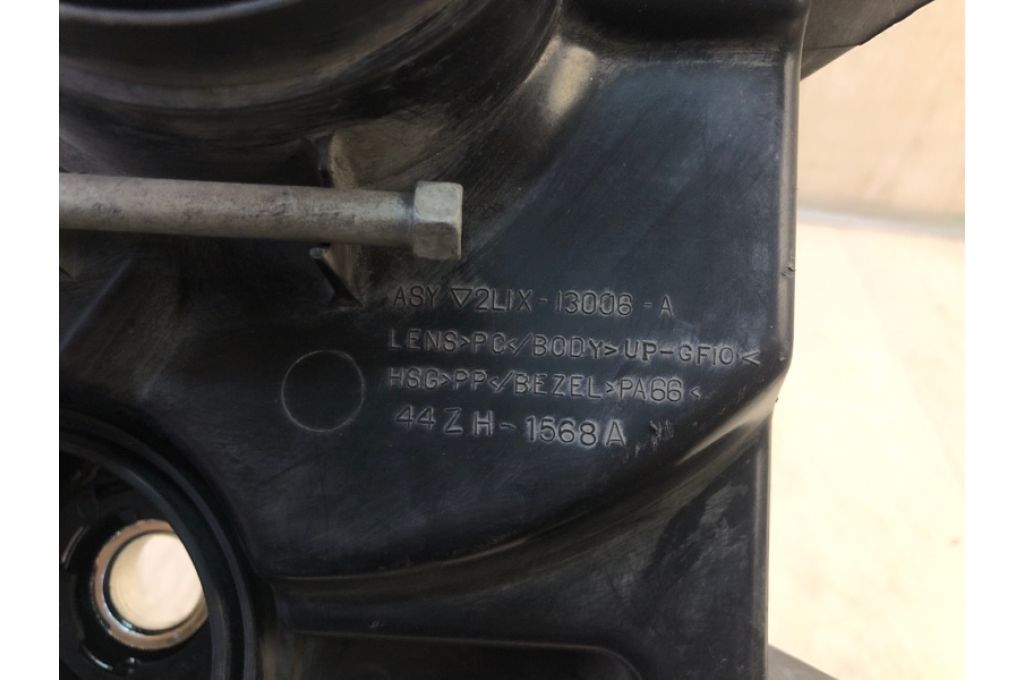 ASY ▽2L1X-13006-A
LENS>PC</BODY>UP-GF10<
HSG>PP</BEZEL>PA66<
44ZH-1568A